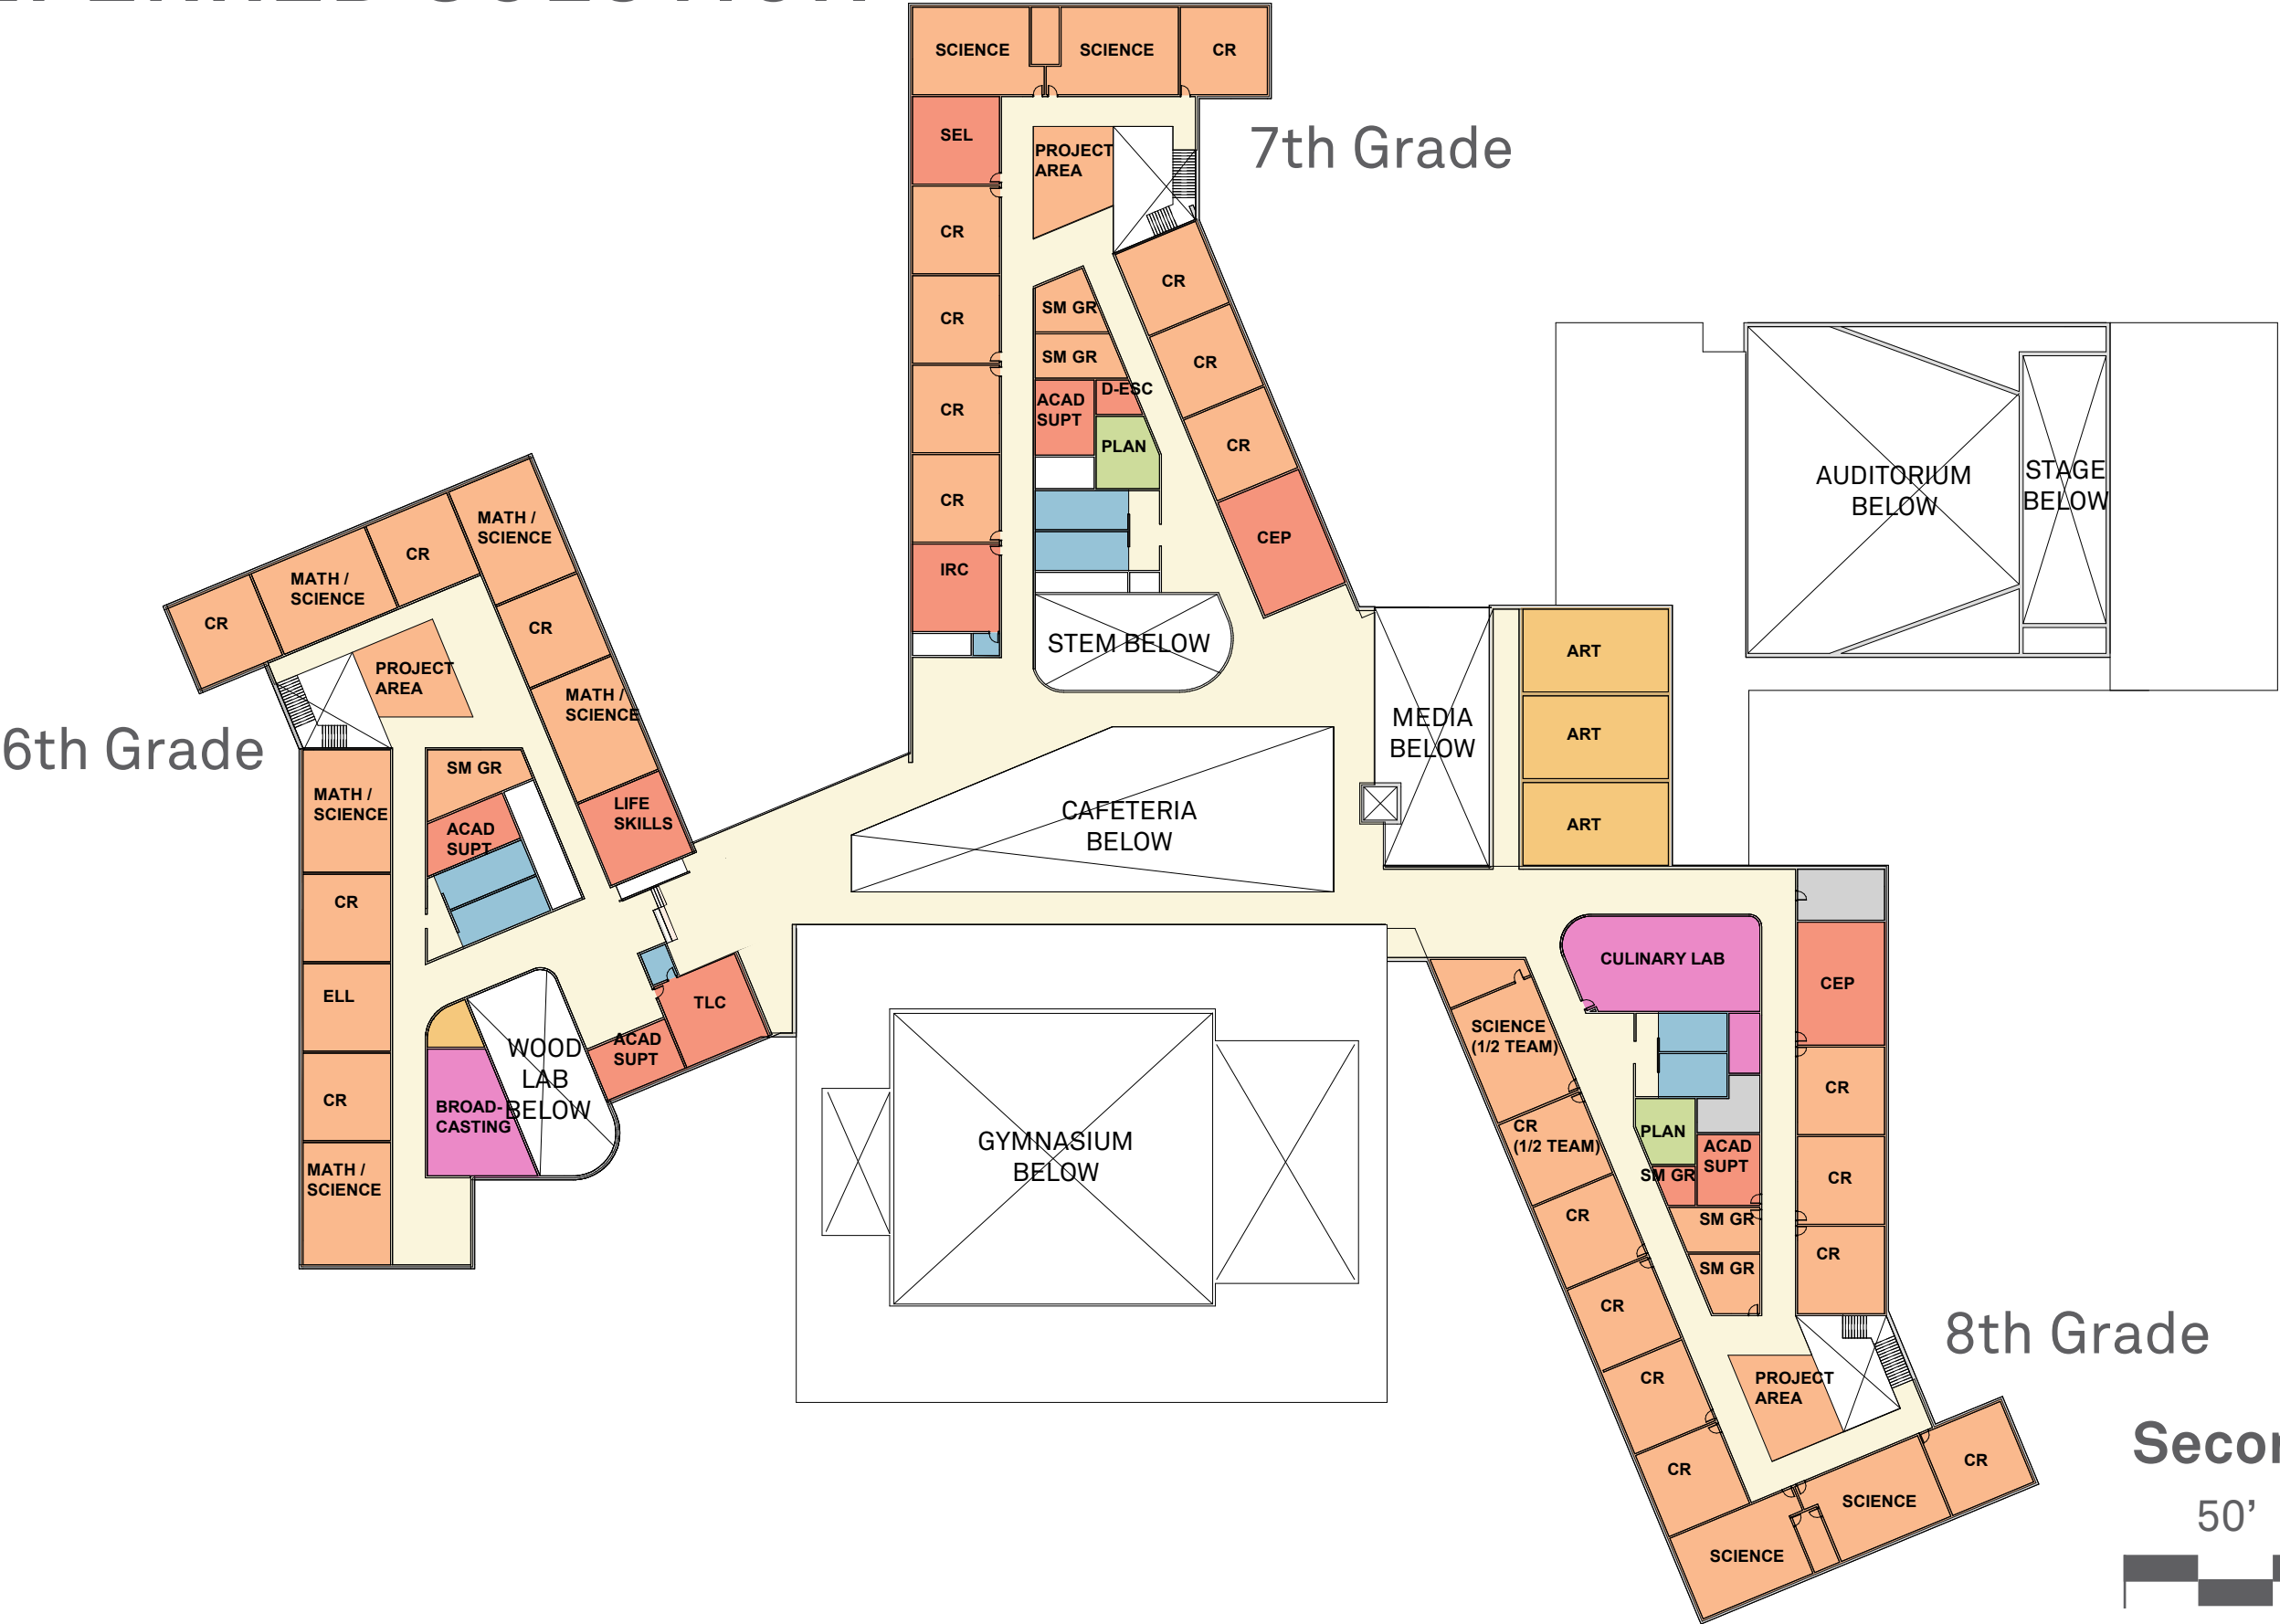 SCIENCE
SCIENCE
CR
SEL
PROJECT
AREA
7th Grade
CR
CR
SM GR
CR
SM GR
CR
D-ESC
ACAD
SUPT
CR
PLAN
CR
CR
CEP
IRC
STEM BELOW
AUDITORIUM
BELOW
STAGE
BELOW
MATH /
SCIENCE
CR
MATH /
SCIENCE
CR
CR
PROJECT
AREA
MATH /
SCIENCE
6th Grade
SM GR
MATH /
SCIENCE
LIFE
SKILLS
ACAD
SUPT
CR
ELL
TLC
CR
WOOD
LAB
BELOW
ACAD
SUPT
BROAD-
CASTING
MATH /
SCIENCE
MEDIA
BELOW
ART
ART
ART
CAFETERIA
BELOW
GYMNASIUM
BELOW
CULINARY LAB
CEP
SCIENCE
(1/2 TEAM)
CR
CR
(1/2 TEAM)
PLAN
ACAD
SUPT
SM GR
CR
CR
SM GR
CR
SM GR
CR
8th Grade
CR
PROJECT
AREA
CR
CR
SCIENCE
SCIENCE
50'